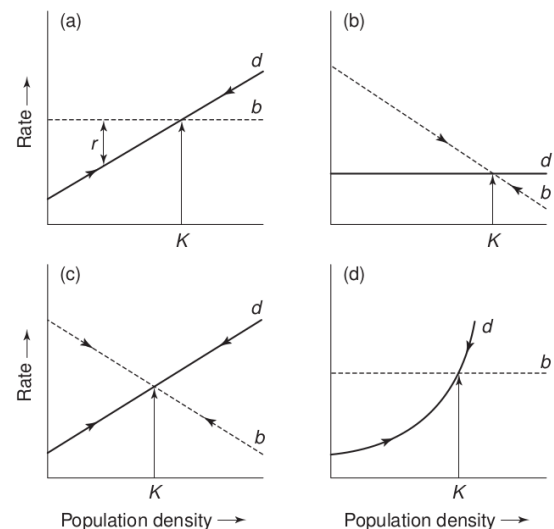 (a)
d
b
r
Rate
K
(b)
d
b
K
(c)
d
b
Rate
K
Population density
(d)
d
b
K
Population density